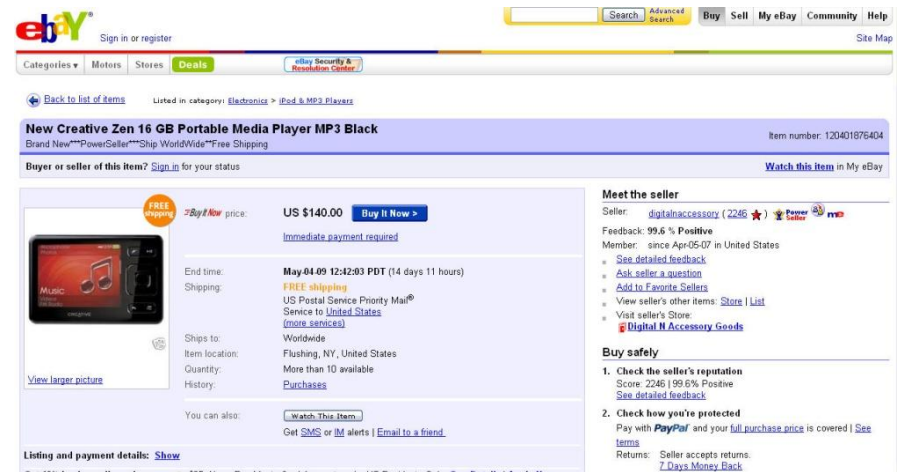 ebY
Sign in or register
Search
Advanced Search
Buy Sell My eBay Community Help
Site Map
Categories ▾ Motors Stores Deals
eBay Security & Resolution Center
Back to list of items
Listed in category: Electronics > iPod & MP3 Players
New Creative Zen 16 GB Portable Media Player MP3 Black
Brand New***PowerSeller***Ship WorldWide**Free Shipping
Item number: 120401876404
Buyer or seller of this item? Sign in for your status
Watch this item in My eBay
FREE shipping
Music
CREATIVE
View larger picture
Buy It Now price:
US $140.00
Buy It Now >
Immediate payment required
End time:
May-04-09 12:42:03 PDT (14 days 11 hours)
Shipping:
FREE shipping
US Postal Service Priority Mail®
Service to United States
(more services)
Ships to:
Worldwide
Item location:
Flushing, NY, United States
Quantity:
More than 10 available
History:
Purchases
You can also:
Watch This Item
Get SMS or IM alerts | Email to a friend
Listing and payment details: Show
Meet the seller
Seller: digitalnaccessory ( 2246 ) Power Seller me
Feedback: 99.6 % Positive
Member: since Apr-05-07 in United States
See detailed feedback
Ask seller a question
Add to Favorite Sellers
View seller's other items: Store | List
Visit seller's Store:
Digital N Accessory Goods
Buy safely
1. Check the seller's reputation
Score: 2246 | 99.6% Positive
See detailed feedback
2. Check how you're protected
Pay with PayPal and your full purchase price is covered | See terms
Returns: Seller accepts returns.
7 Days Money Back